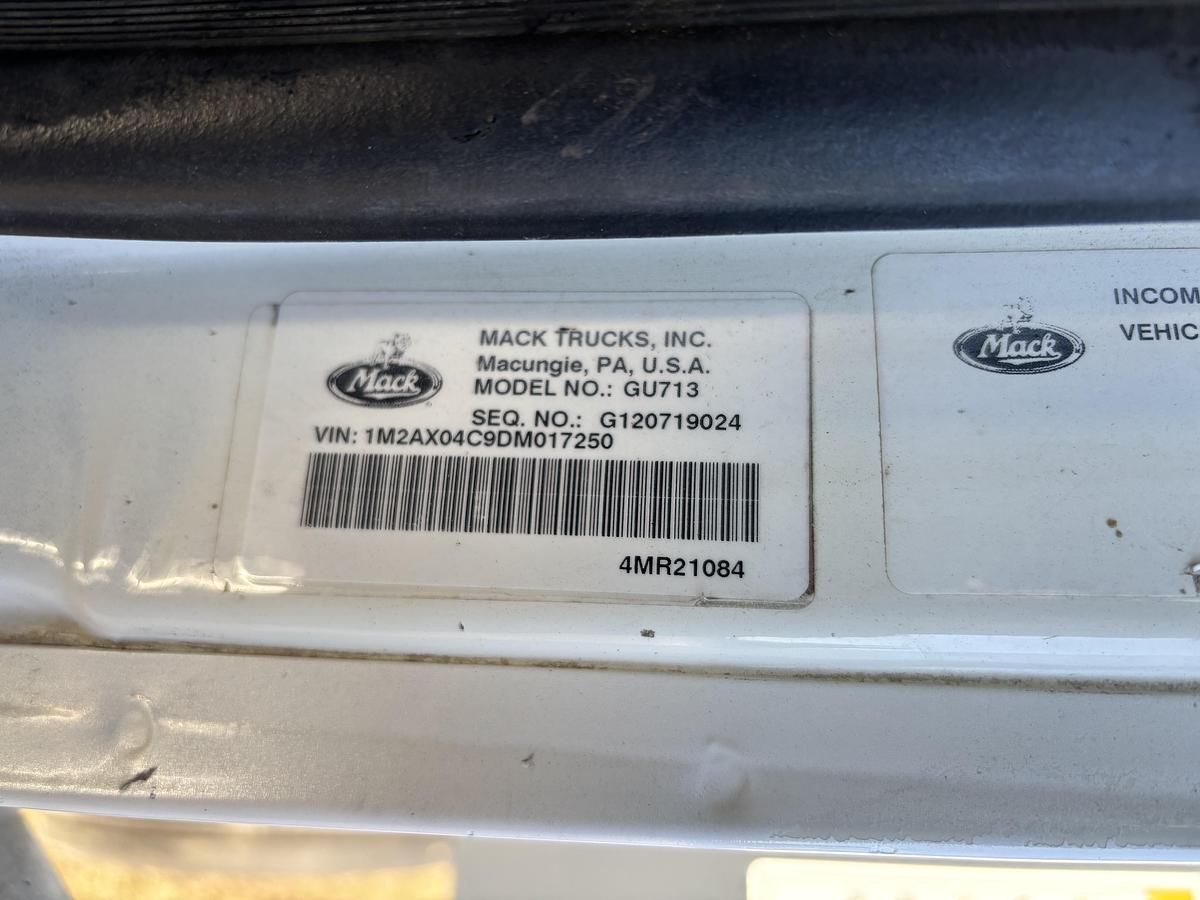 MACK TRUCKS, INC.
Macungie, PA, U.S.A.
MODEL NO.: GU713
SEQ. NO.: G120719024
VIN: 1M2AX04C9DM017250
4MR21084
Mack
Mack
INCOM
VEHIC